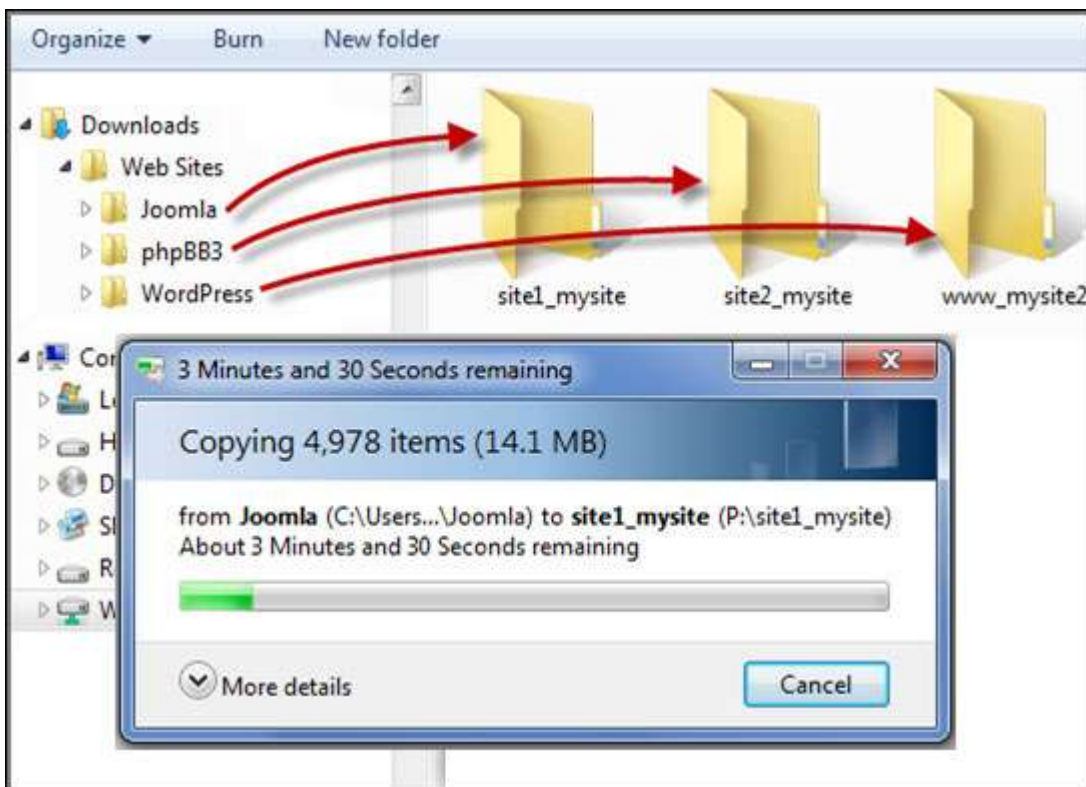 Organize Burn New folder
Downloads
Web Sites
Joomla
phpBB3
WordPress
site1_mysite site2_mysite www_mysite2
3 Minutes and 30 Seconds remaining
Copying 4,978 items (14.1 MB)
from Joomla (C:\Users...\Joomla) to site1_mysite (P:\site1_mysite)
About 3 Minutes and 30 Seconds remaining
More details Cancel